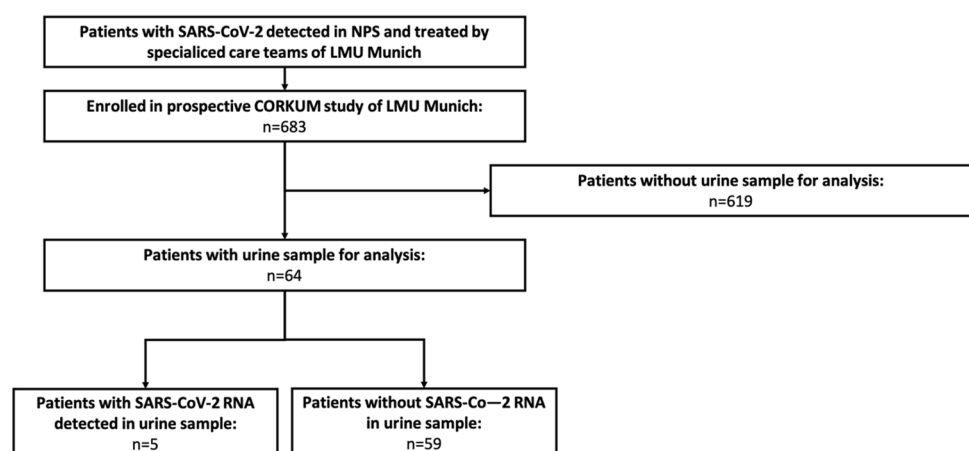 Patients with SARS-CoV-2 detected in NPS and treated by
specialiced care teams of LMU Munich
Enrolled in prospective CORKUM study of LMU Munich:
n=683
Patients without urine sample for analysis:
n=619
Patients with urine sample for analysis:
n=64
Patients with SARS-CoV-2 RNA
detected in urine sample:
n=5
Patients without SARS-Co—2 RNA
in urine sample:
n=59